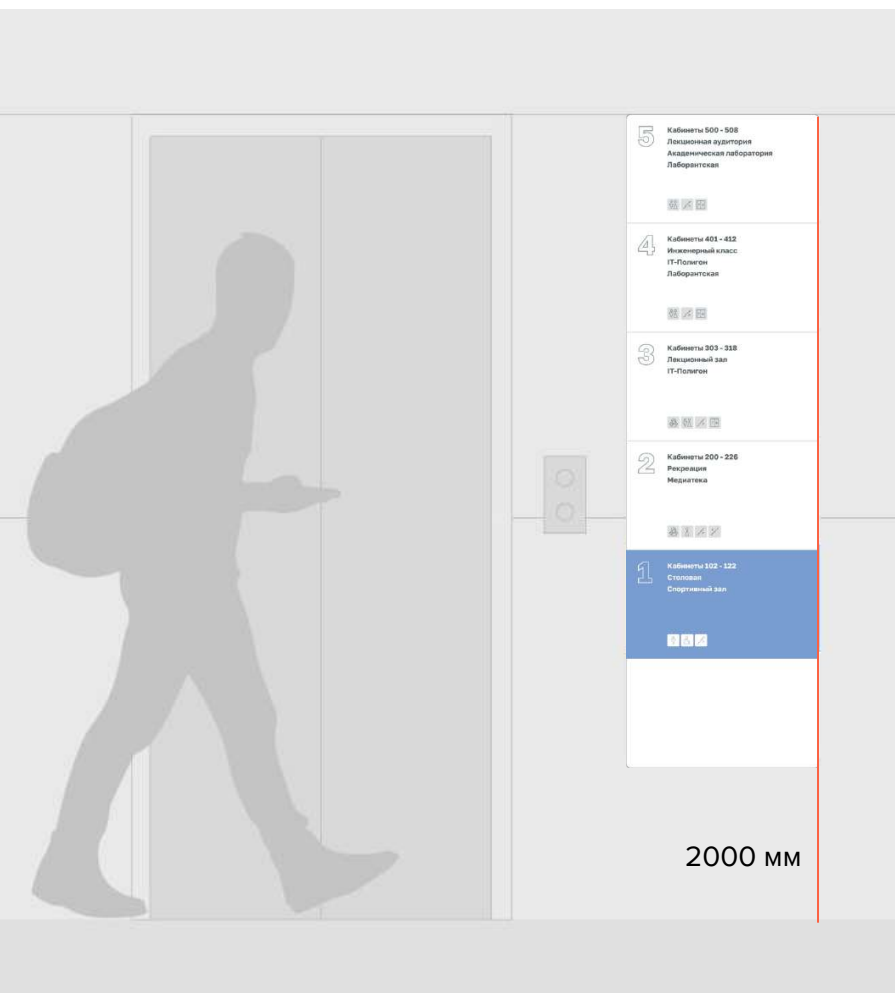 5
Кабинеты 500 - 508
Лекционная аудитория
Академическая лаборатория
Лаборантская
4
Кабинеты 401 - 412
Инженерный класс
IT-Полигон
Лаборантская
3
Кабинеты 303 - 318
Лекционный зал
IT-Полигон
2
Кабинеты 200 - 226
Рекреация
Медиатека
1
Кабинеты 102 - 122
Столовая
Спортивный зал
2000 мм